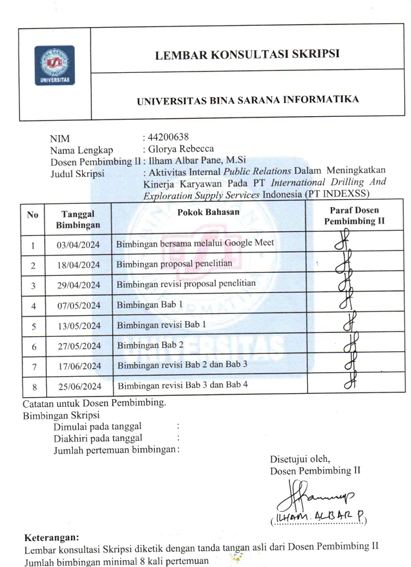 UNIVERSITAS
LEMBAR KONSULTASI SKRIPSI
UNIVERSITAS BINA SARANA INFORMATIKA
NIM : 44200638
Nama Lengkap : Glorya Rebecca
Dosen Pembimbing II : Ilham Albar Pane, M.Si
Judul Skripsi : Aktivitas Internal Public Relations Dalam Meningkatkan
Kinerja Karyawan Pada PT International Drilling And
Exploration Supply Services Indonesia (PT INDEXSS)
No Tanggal Bimbingan Pokok Bahasan Paraf Dosen Pembimbing II
1 03/04/2024 Bimbingan bersama melalui Google Meet
2 18/04/2024 Bimbingan proposal penelitian
3 29/04/2024 Bimbingan revisi proposal penelitian
4 07/05/2024 Bimbingan Bab 1
5 13/05/2024 Bimbingan revisi Bab 1
6 27/05/2024 Bimbingan Bab 2
7 17/06/2024 Bimbingan revisi Bab 2 dan Bab 3
8 25/06/2024 Bimbingan revisi Bab 3 dan Bab 4
UNIVERSITAS
Catatan untuk Dosen Pembimbing.
Bimbingan Skripsi
Dimulai pada tanggal :
Diakhiri pada tanggal :
Jumlah pertemuan bimbingan :
Disetujui oleh,
Dosen Pembimbing II
(ILHAM ALBAR P.)
Keterangan:
Lembar konsultasi Skripsi diketik dengan tanda tangan asli dari Dosen Pembimbing II
Jumlah bimbingan minimal 8 kali pertemuan